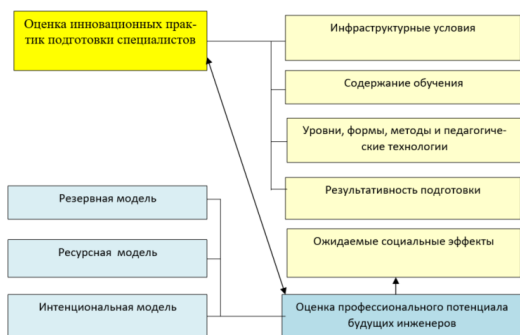 Оценка инновационных прак-
тик подготовки специалистов
Инфраструктурные условия
Содержание обучения
Уровни, формы, методы и педагогиче-
ские технологии
Результативность подготовки
Ожидаемые социальные эффекты
Резервная модель
Ресурсная модель
Интенциональная модель
Оценка профессионального потенциала
будущих инженеров